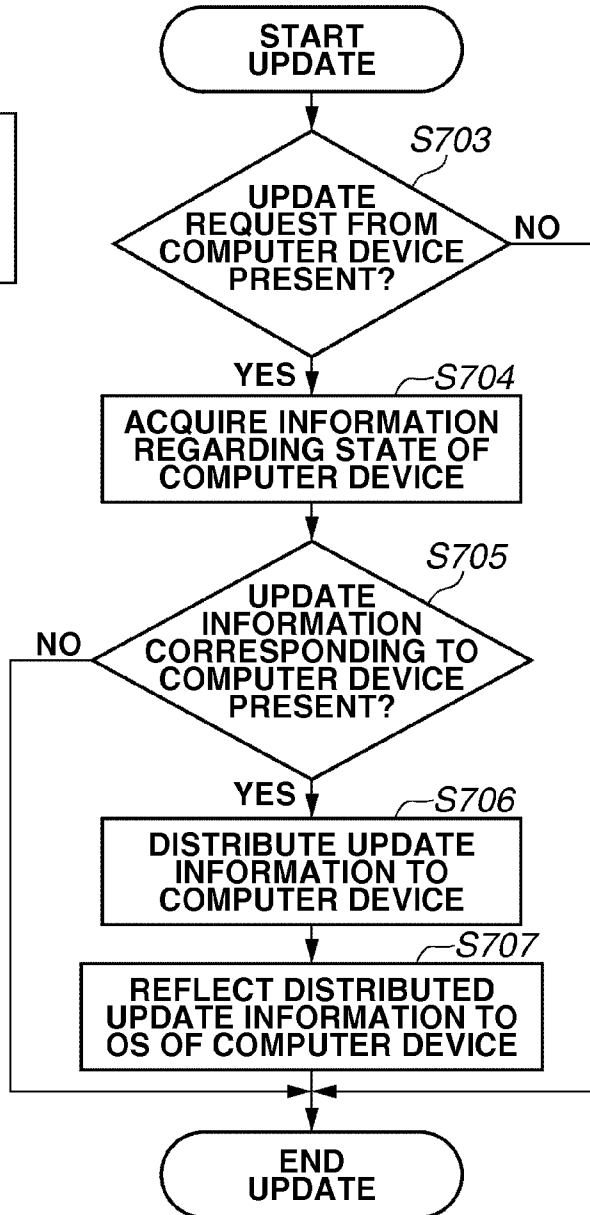 START
UPDATE
S703
UPDATE
REQUEST FROM
COMPUTER DEVICE
PRESENT?
NO
YES
S704
ACQUIRE INFORMATION
REGARDING STATE OF
COMPUTER DEVICE
S705
UPDATE
INFORMATION
CORRESPONDING TO
COMPUTER DEVICE
PRESENT?
NO
YES
S706
DISTRIBUTE UPDATE
INFORMATION TO
COMPUTER DEVICE
S707
REFLECT DISTRIBUTED
UPDATE INFORMATION TO
OS OF COMPUTER DEVICE
END
UPDATE